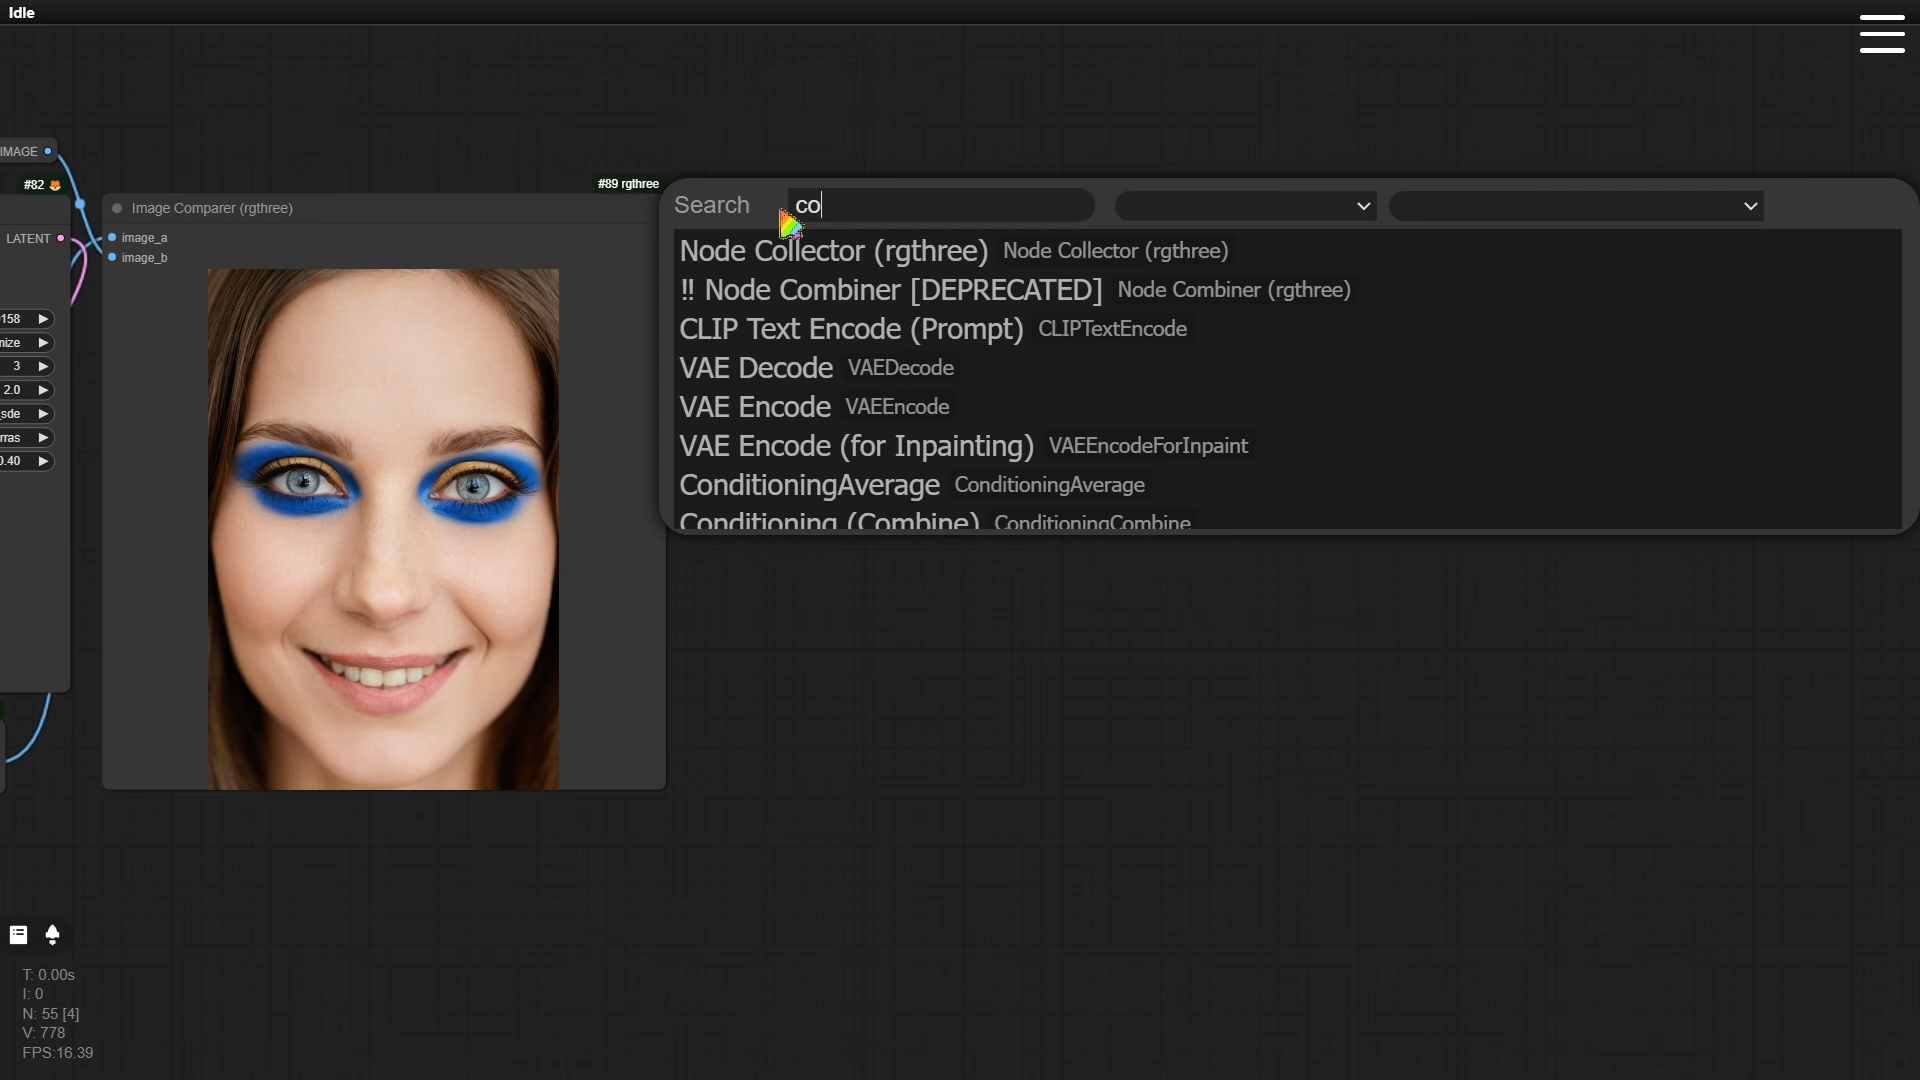 Idle
IMAGE
#82
LATENT
158
mize
3
2.0
_sde
rras
0.40
#89 rgthree
Image Comparer (rgthree)
image_a
image_b
Search co
Node Collector (rgthree) Node Collector (rgthree)
!! Node Combiner [DEPRECATED] Node Combiner (rgthree)
CLIP Text Encode (Prompt) CLIPTextEncode
VAE Decode VAEDecode
VAE Encode VAEEncode
VAE Encode (for Inpainting) VAEEncodeForInpaint
ConditioningAverage ConditioningAverage
Conditioning (Combine) ConditioningCombine
T: 0.00s
I: 0
N: 55 [4]
V: 778
FPS:16.39